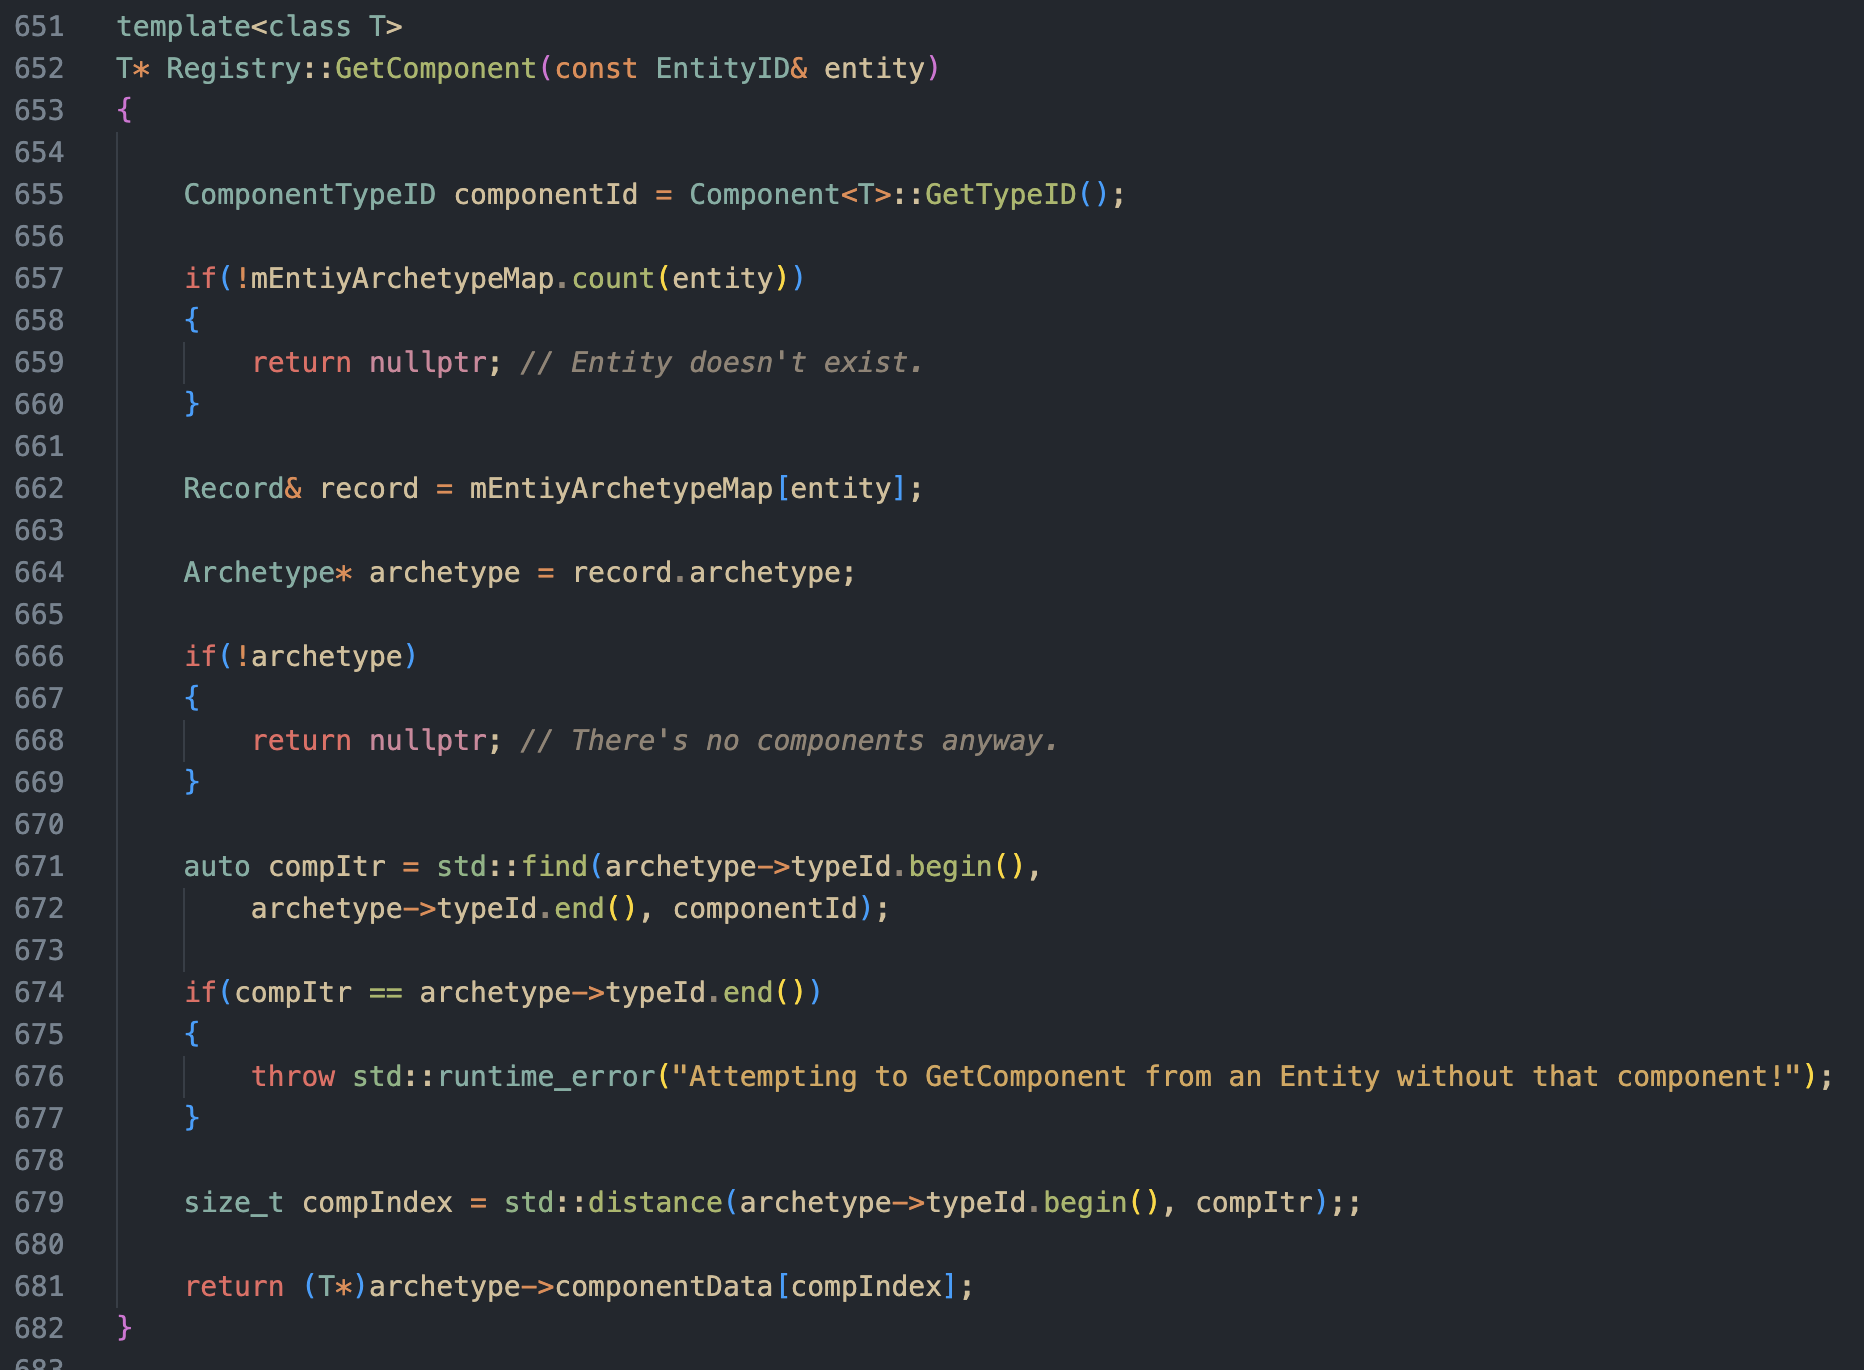 651 template<class T>
652 T* Registry::GetComponent(const EntityID& entity)
653 {
654
655     ComponentTypeID componentId = Component<T>::GetTypeID();
656
657     if(!mEntiyArchetypeMap.count(entity))
658     {
659         return nullptr; // Entity doesn't exist.
660     }
661
662     Record& record = mEntiyArchetypeMap[entity];
663
664     Archetype* archetype = record.archetype;
665
666     if(!archetype)
667     {
668         return nullptr; // There's no components anyway.
669     }
670
671     auto compItr = std::find(archetype->typeId.begin(),
672         archetype->typeId.end(), componentId);
673
674     if(compItr == archetype->typeId.end())
675     {
676         throw std::runtime_error("Attempting to GetComponent from an Entity without that component!");
677     }
678
679     size_t compIndex = std::distance(archetype->typeId.begin(), compItr);;
680
681     return (T*)archetype->componentData[compIndex];
682 }
683